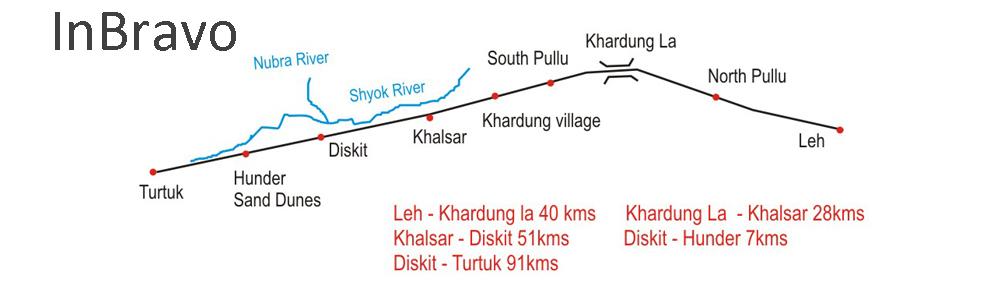 InBravo
Khardung La
South Pullu
Nubra River
North Pullu
Shyok River
Khardung village
Khalsar
Leh
Diskit
Hunder
Sand Dunes
Turtuk
Leh - Khardung la 40 kms
Khardung La - Khalsar 28kms
Khalsar - Diskit 51kms
Diskit - Hunder 7kms
Diskit - Turtuk 91kms